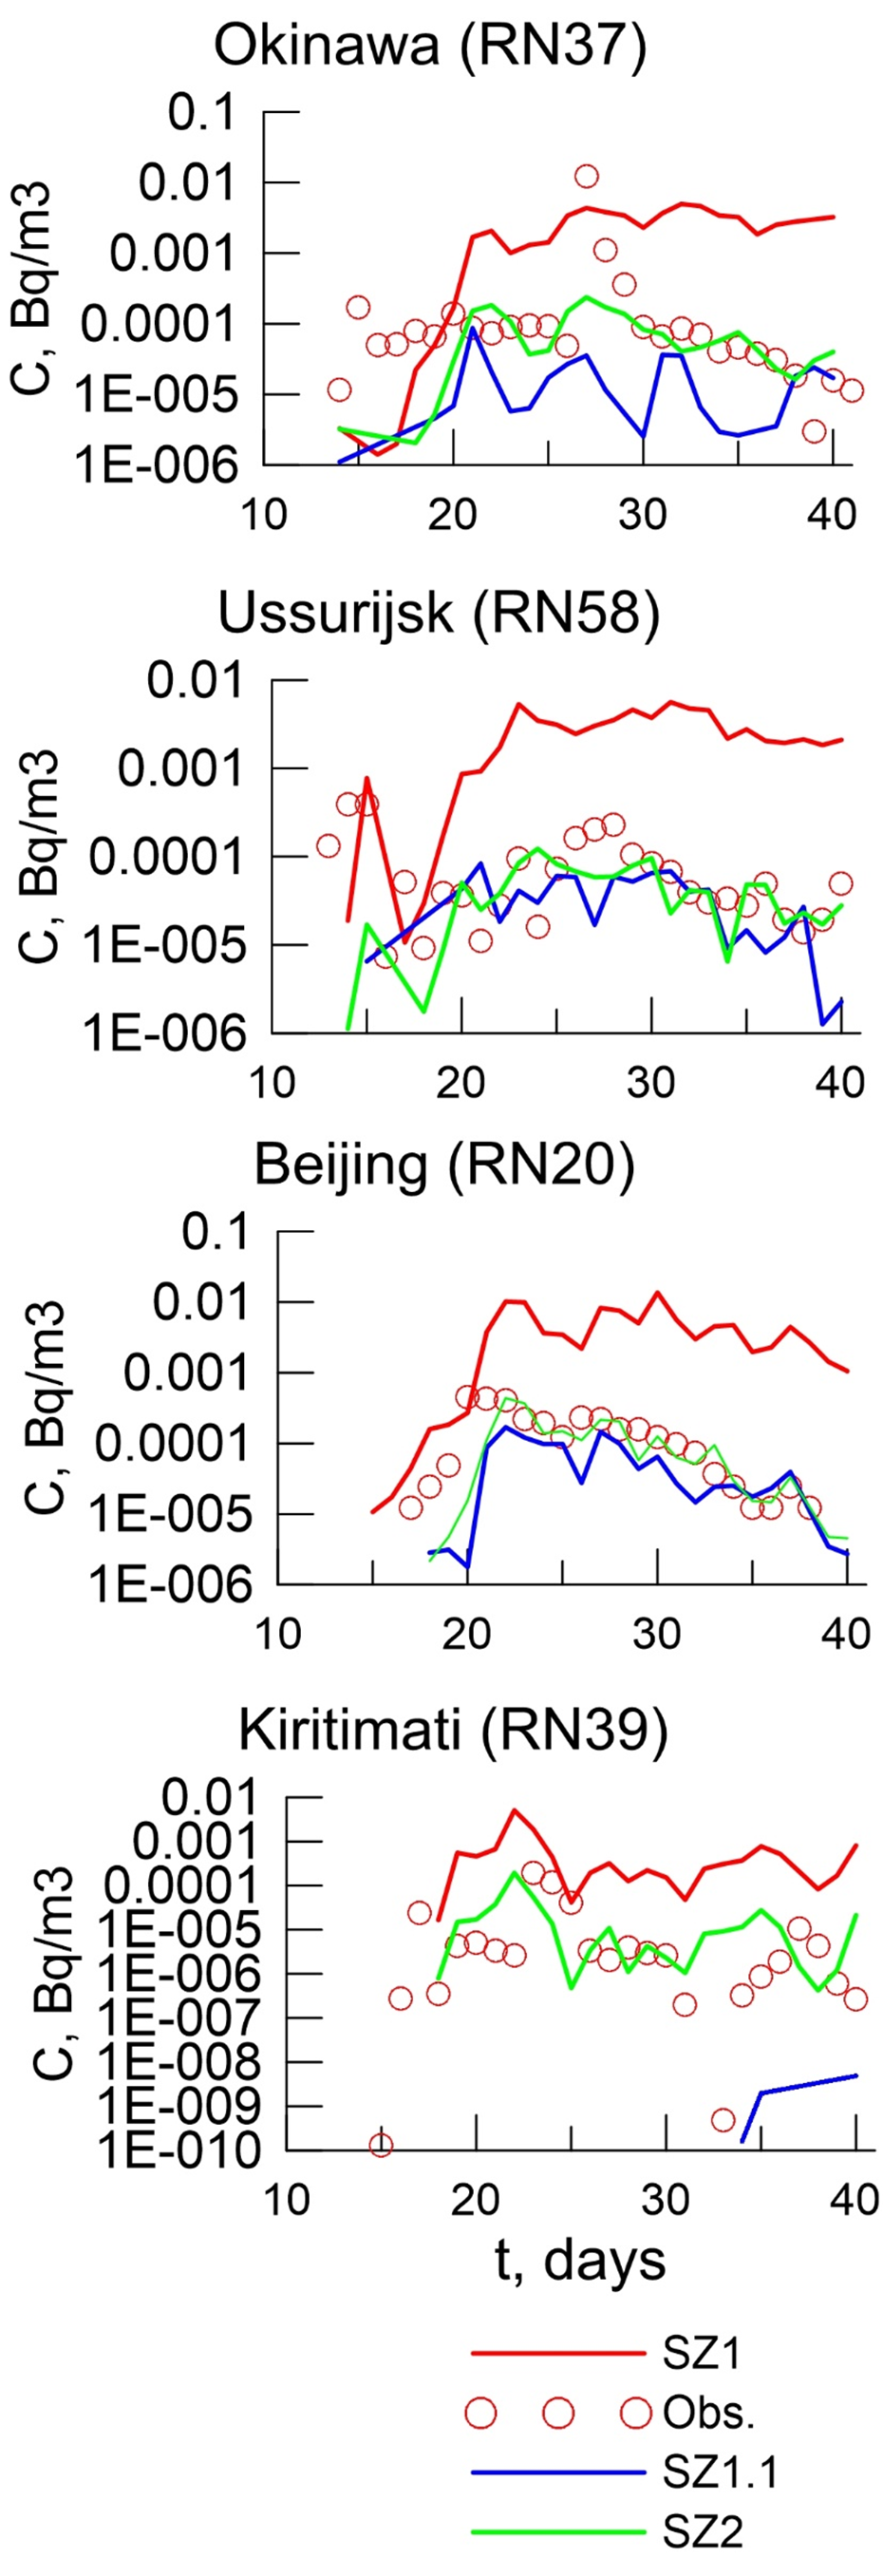 Okinawa (RN37)
0.1
0.01
0.001
0.0001
1E-005
1E-006
C, Bq/m3
10 20 30 40
Ussurijsk (RN58)
0.01
0.001
0.0001
1E-005
1E-006
C, Bq/m3
10 20 30 40
Beijing (RN20)
0.1
0.01
0.001
0.0001
1E-005
1E-006
C, Bq/m3
10 20 30 40
Kiritimati (RN39)
0.01
0.001
0.0001
1E-005
1E-006
1E-007
1E-008
1E-009
1E-010
C, Bq/m3
10 20 30 40
t, days
SZ1
Obs.
SZ1.1
SZ2